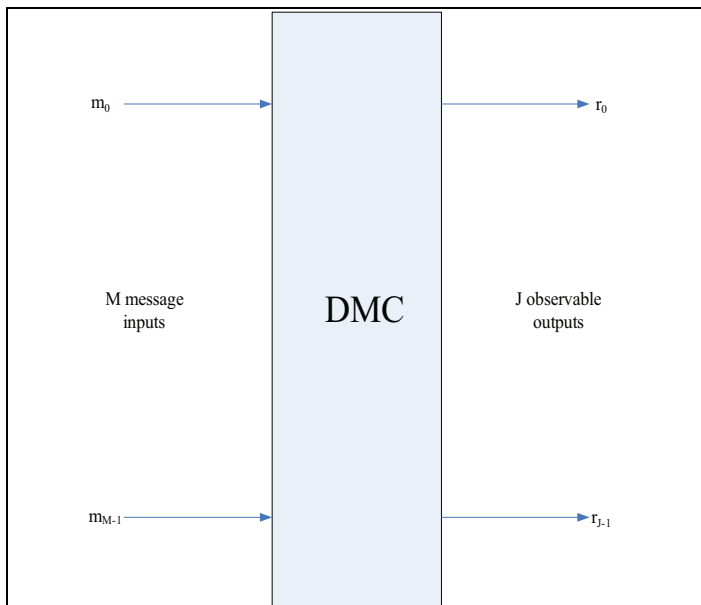 m0
r0
M message
inputs
DMC
J observable
outputs
mM-1
rJ-1